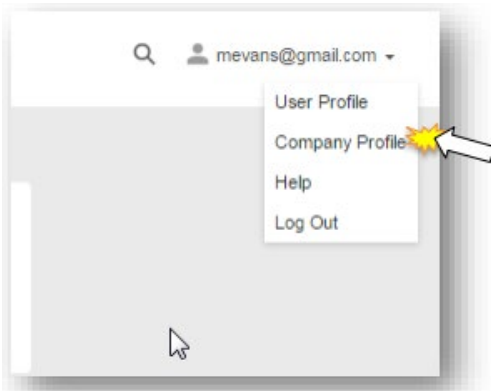 mevans@gmail.com
User Profile
Company Profile
Help
Log Out